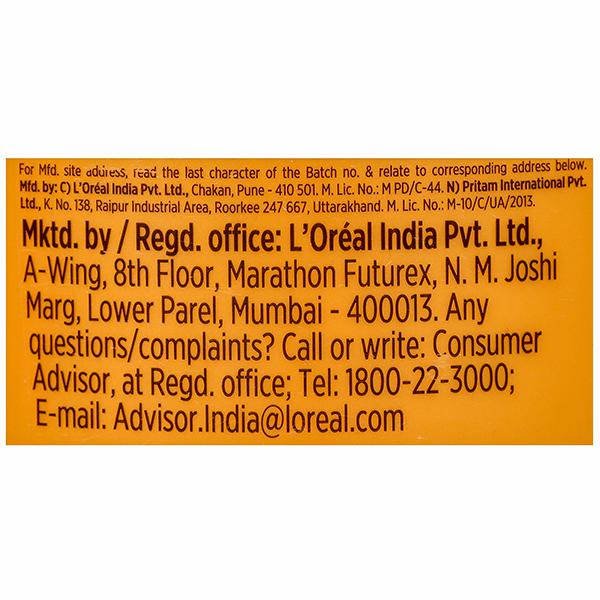 For Mfd. site address, read the last character of the Batch no. & relate to corresponding address below.
Mfd. by: C) L'Oréal India Pvt. Ltd., Chakan, Pune - 410 501. M. Lic. No.: M PD/C-44. N) Pritam International Pvt.
Ltd., K. No. 138, Raipur Industrial Area, Roorkee 247 667, Uttarakhand. M. Lic. No.: M-10/C/UA/2013.
Mktd. by / Regd. office: L'Oréal India Pvt. Ltd.,
A-Wing, 8th Floor, Marathon Futurex, N. M. Joshi
Marg, Lower Parel, Mumbai - 400013. Any
questions/complaints? Call or write: Consumer
Advisor, at Regd. office; Tel: 1800-22-3000;
E-mail: Advisor.India@loreal.com